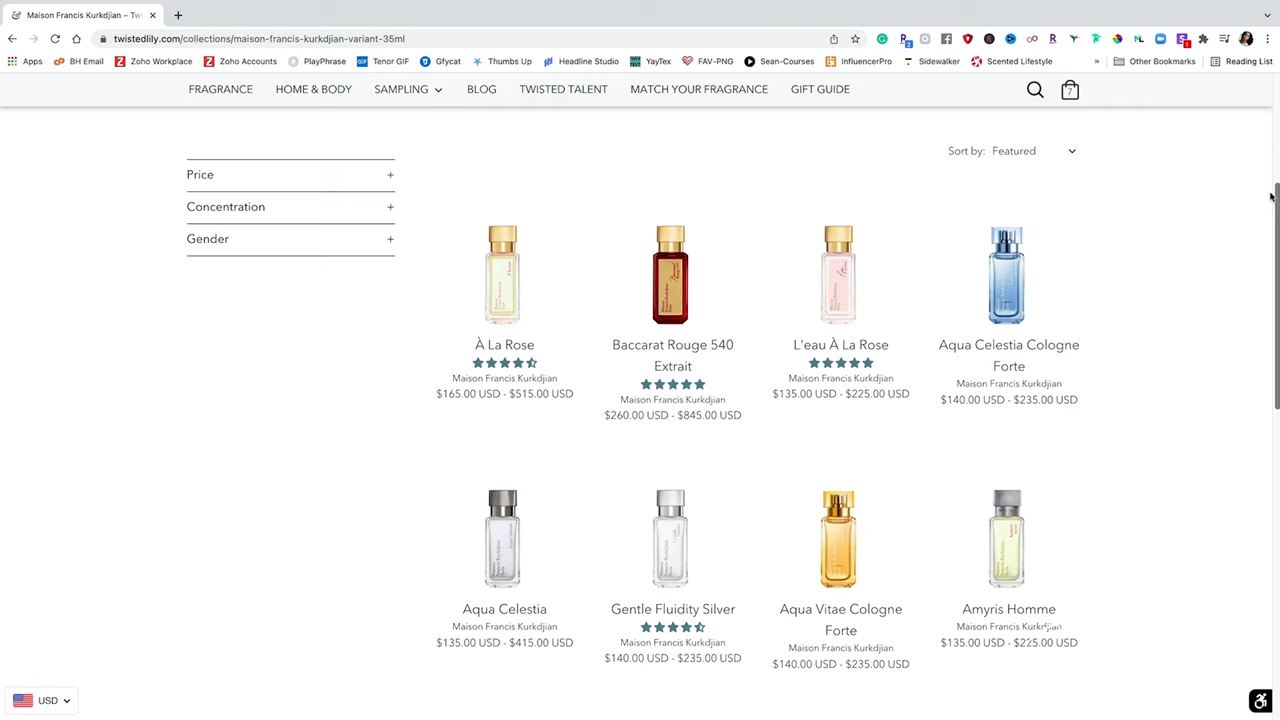 Maison Francis Kurkdjian – Twi
twistedlily.com/collections/maison-francis-kurkdjian-variant-35ml
Apps BH Email Zoho Workplace Zoho Accounts PlayPhrase Tenor GIF Gfycat Thumbs Up Headline Studio YayTex FAV-PNG Sean-Courses InfluencerPro Sidewalker Scented Lifestyle » Other Bookmarks Reading List
FRAGRANCE HOME & BODY SAMPLING BLOG TWISTED TALENT MATCH YOUR FRAGRANCE GIFT GUIDE 7
Sort by: Featured
Price +
Concentration +
Gender +
À La Rose
Maison Francis Kurkdjian
$165.00 USD - $515.00 USD
Baccarat Rouge 540
Extrait
Maison Francis Kurkdjian
$260.00 USD - $845.00 USD
L'eau À La Rose
Maison Francis Kurkdjian
$135.00 USD - $225.00 USD
Aqua Celestia Cologne
Forte
Maison Francis Kurkdjian
$140.00 USD - $235.00 USD
Aqua Celestia
Maison Francis Kurkdjian
$135.00 USD - $415.00 USD
Gentle Fluidity Silver
Maison Francis Kurkdjian
$140.00 USD - $235.00 USD
Aqua Vitae Cologne
Forte
Maison Francis Kurkdjian
$140.00 USD - $235.00 USD
Amyris Homme
Maison Francis Kurkdjian
$135.00 USD - $225.00 USD
USD